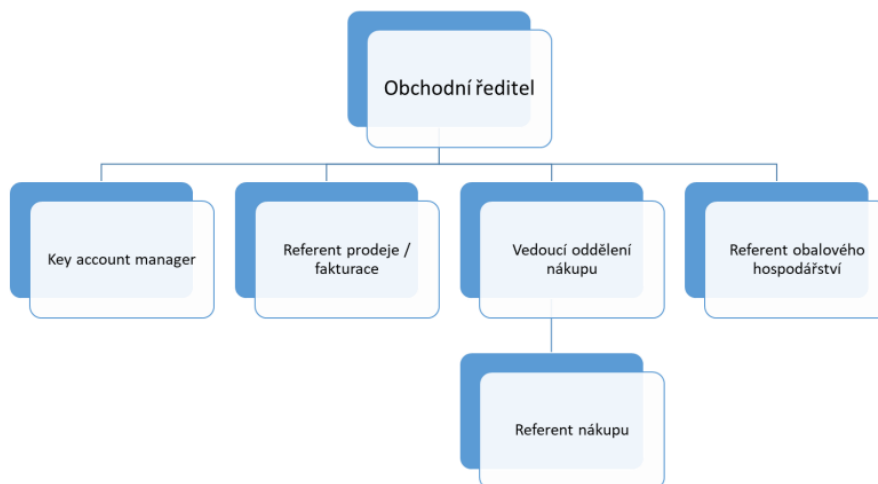 Obchodní ředitel
Key account manager
Referent prodeje /
fakturace
Vedoucí oddělení
nákupu
Referent obalového
hospodářství
Referent nákupu